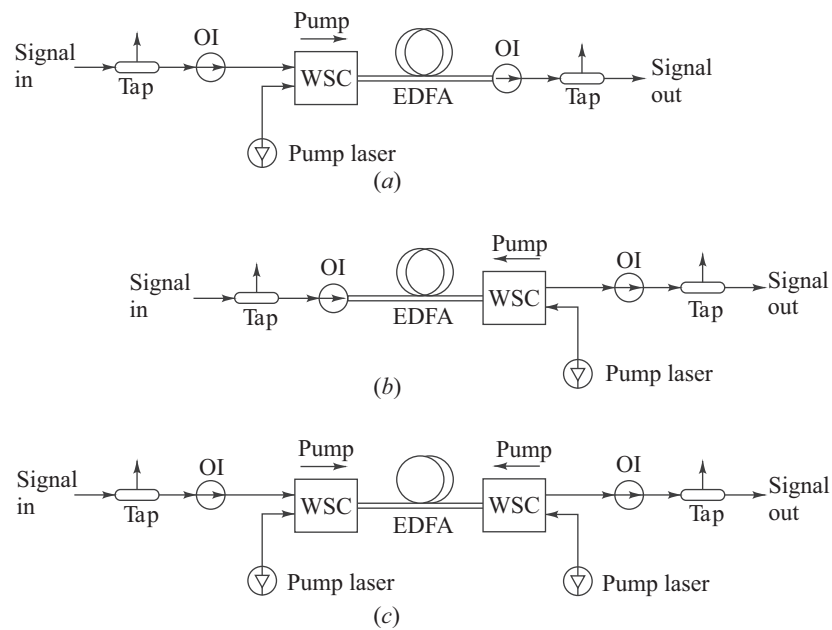 Pump
Signal
in
OI
OI
Signal
out
Tap
WSC
EDFA
Tap
Pump laser
(a)
Pump
Signal
in
OI
OI
Signal
out
Tap
EDFA
WSC
Tap
Pump laser
(b)
Pump
Pump
Signal
in
OI
OI
Signal
out
Tap
WSC
EDFA
WSC
Tap
Pump laser
Pump laser
(c)